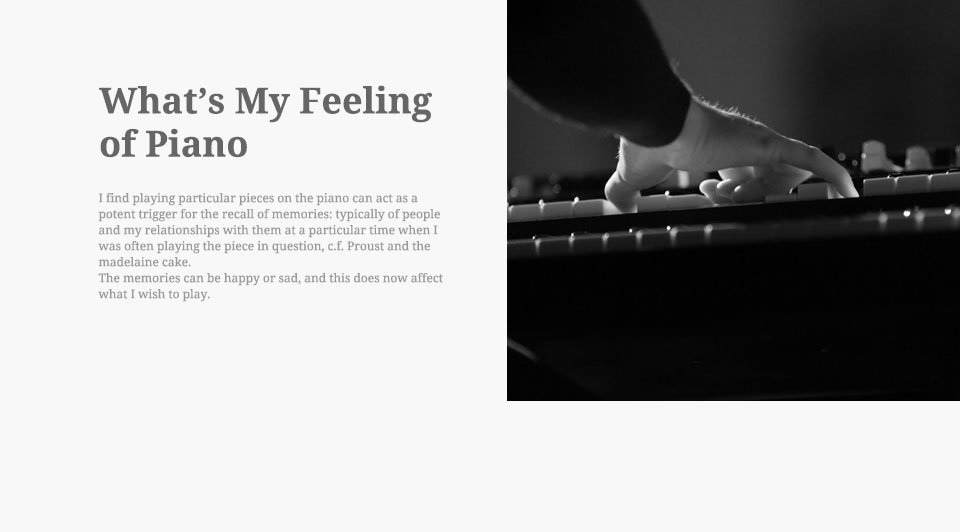 What’s My Feeling
of Piano
I find playing particular pieces on the piano can act as a
potent trigger for the recall of memories: typically of people
and my relationships with them at a particular time when I
was often playing the piece in question, c.f. Proust and the
madelaine cake.
The memories can be happy or sad, and this does now affect
what I wish to play.